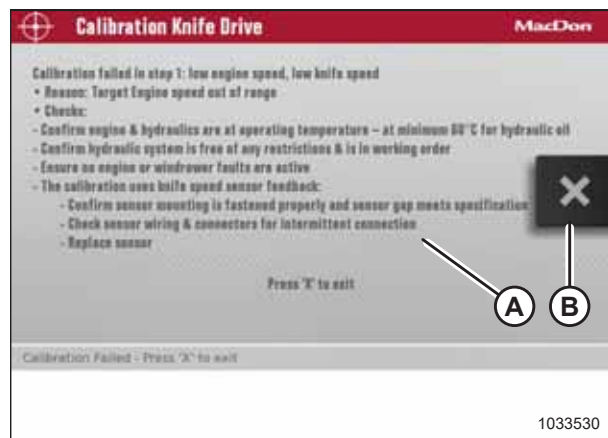 Calibration Knife Drive
MacDon
Calibration failed in step 1: low engine speed, low knife speed
• Reason: Target Engine speed out of range
• Checks:
- Confirm engine & hydraulics are at operating temperature – at minimum 60°C for hydraulic oil
- Confirm hydraulic system is free of any restrictions & is in working order
- Ensure no engine or windrower faults are active
- The calibration uses knife speed sensor feedback:
- Confirm sensor mounting is fastened properly and sensor gap meets specification
- Check sensor wiring & connectors for intermittent connection
- Replace sensor
Press 'X' to exit
A
B
Calibration Failed - Press 'X' to exit
1033530